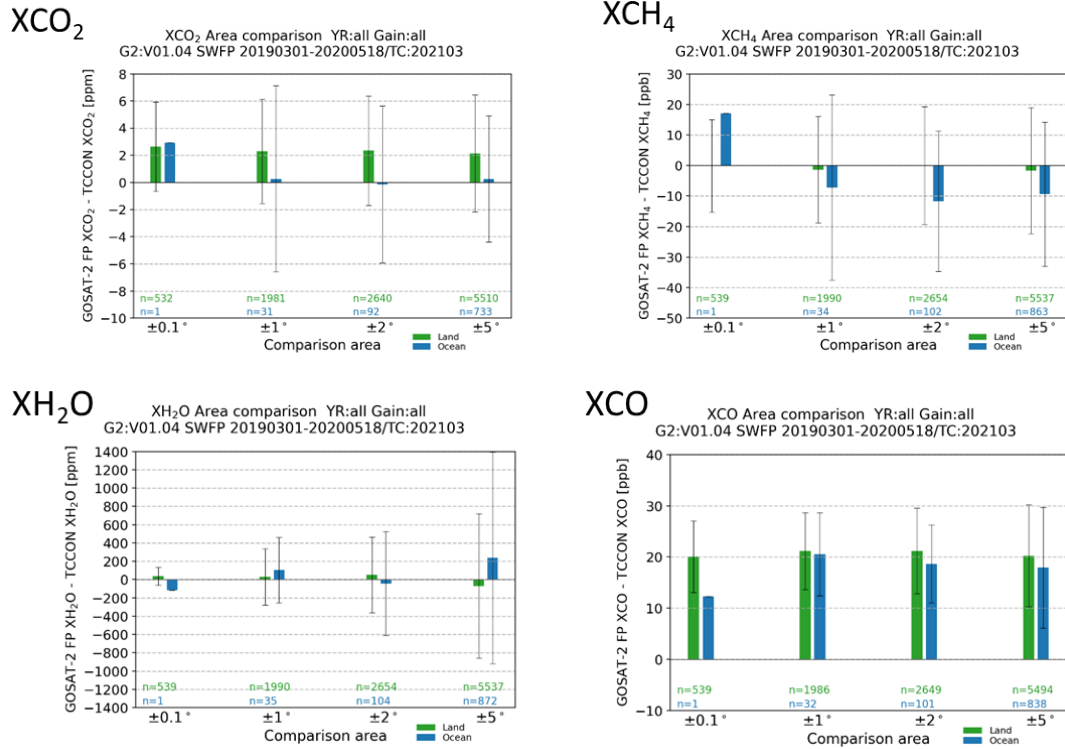 XCO₂
XCO₂ Area comparison YR:all Gain:all
G2:V01.04 SWFP 20190301-20200518/TC:202103
GOSAT-2 FP XCO₂ - TCCON XCO₂ [ppm]
8
6
4
2
0
−2
−4
−6
−8
−10
n=532 n=1981 n=2640 n=5510
n=1 n=31 n=92 n=733
±0.1° ±1° ±2° ±5°
Comparison area
Land
Ocean
XCH₄
XCH₄ Area comparison YR:all Gain:all
G2:V01.04 SWFP 20190301-20200518/TC:202103
GOSAT-2 FP XCH₄ - TCCON XCH₄ [ppb]
30
20
10
0
−10
−20
−30
−40
−50
n=539 n=1990 n=2654 n=5537
n=1 n=34 n=102 n=863
±0.1° ±1° ±2° ±5°
Comparison area
Land
Ocean
XH₂O
XH₂O Area comparison YR:all Gain:all
G2:V01.04 SWFP 20190301-20200518/TC:202103
GOSAT-2 FP XH₂O - TCCON XH₂O [ppm]
1400
1200
1000
800
600
400
200
0
−200
−400
−600
−800
−1000
−1200
−1400
n=539 n=1990 n=2654 n=5537
n=1 n=35 n=104 n=872
±0.1° ±1° ±2° ±5°
Comparison area
Land
Ocean
XCO
XCO Area comparison YR:all Gain:all
G2:V01.04 SWFP 20190301-20200518/TC:202103
GOSAT-2 FP XCO - TCCON XCO [ppb]
40
30
20
10
0
−10
n=539 n=1986 n=2649 n=5494
n=1 n=32 n=101 n=838
±0.1° ±1° ±2° ±5°
Comparison area
Land
Ocean